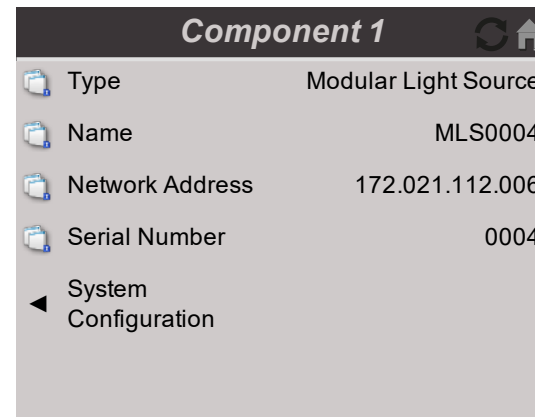 Component 1
Type Modular Light Source
Name MLS0004
Network Address 172.021.112.006
Serial Number 0004
System
Configuration